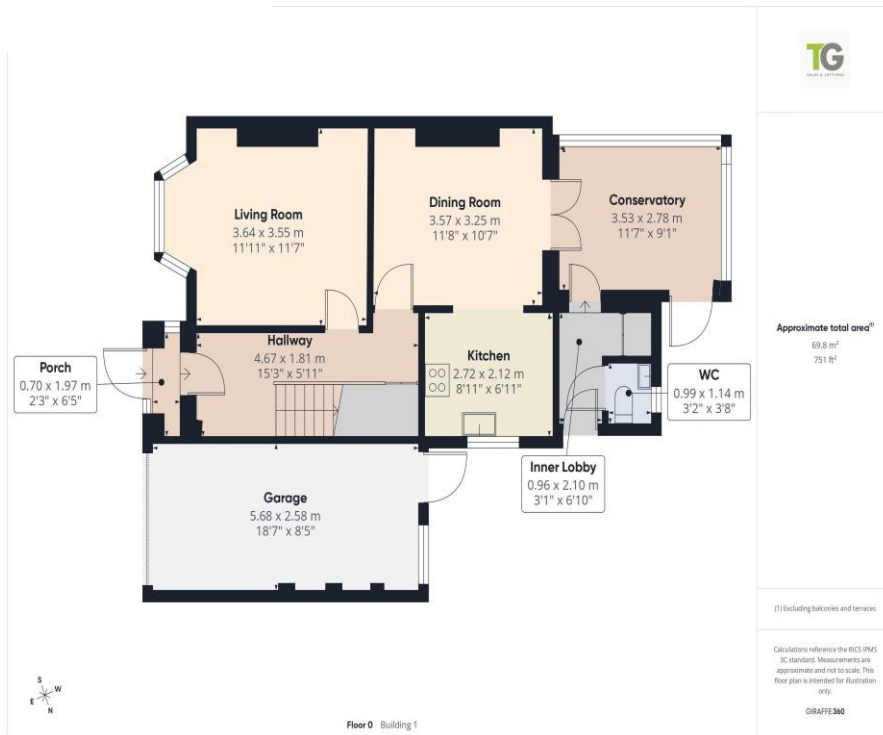 TG
SALES & LETTINGS
Living Room
3.64 x 3.55 m
11'11" x 11'7"
Dining Room
3.57 x 3.25 m
11'8" x 10'7"
Conservatory
3.53 x 2.78 m
11'7" x 9'1"
Approximate total area(1)
69.8 m²
751 ft²
Porch
0.70 x 1.97 m
2'3" x 6'5"
Hallway
4.67 x 1.81 m
15'3" x 5'11"
Kitchen
2.72 x 2.12 m
8'11" x 6'11"
WC
0.99 x 1.14 m
3'2" x 3'8"
Inner Lobby
0.96 x 2.10 m
3'1" x 6'10"
Garage
5.68 x 2.58 m
18'7" x 8'5"
(1) Excluding balconies and terraces
Calculations reference the RICS IPMS
3C standard. Measurements are
approximate and not to scale. This
floor plan is intended for illustration
only.
GIRAFFE360
S
W
E
N
Floor 0 Building 1